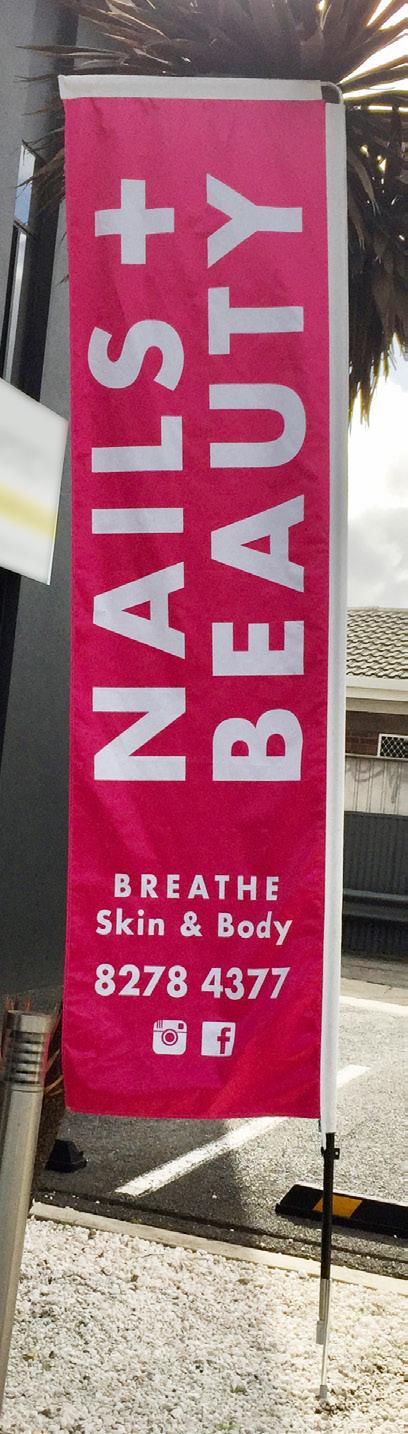 NAILS+
BEAUTY
BREATHE
Skin & Body
8278 4377